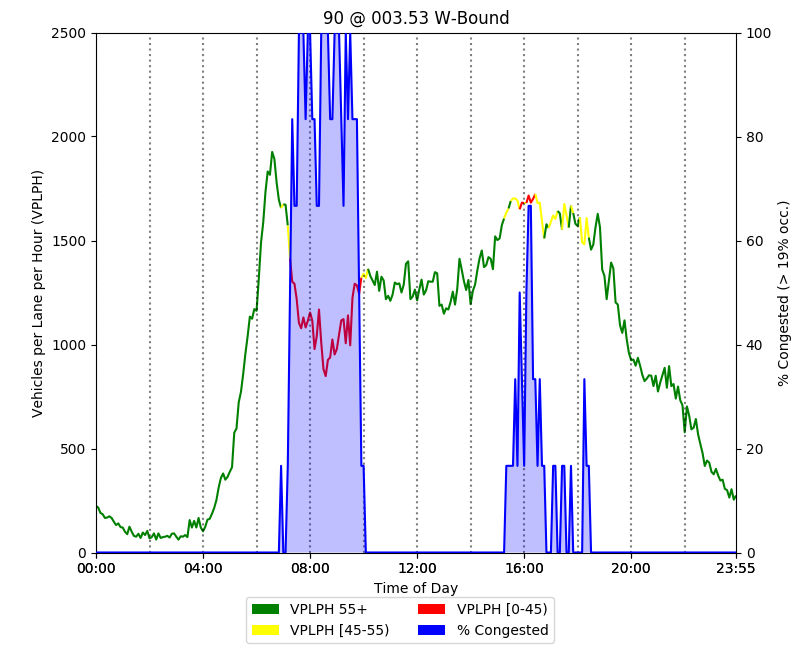 90 @ 003.53 W-Bound
2500
2000
1500
1000
500
0
Vehicles per Lane per Hour (VPLPH)
100
80
60
40
20
0
% Congested (> 19% occ.)
00:00 04:00 08:00 12:00 16:00 20:00 23:55
Time of Day
VPLPH 55+ VPLPH [0-45)
VPLPH [45-55) % Congested